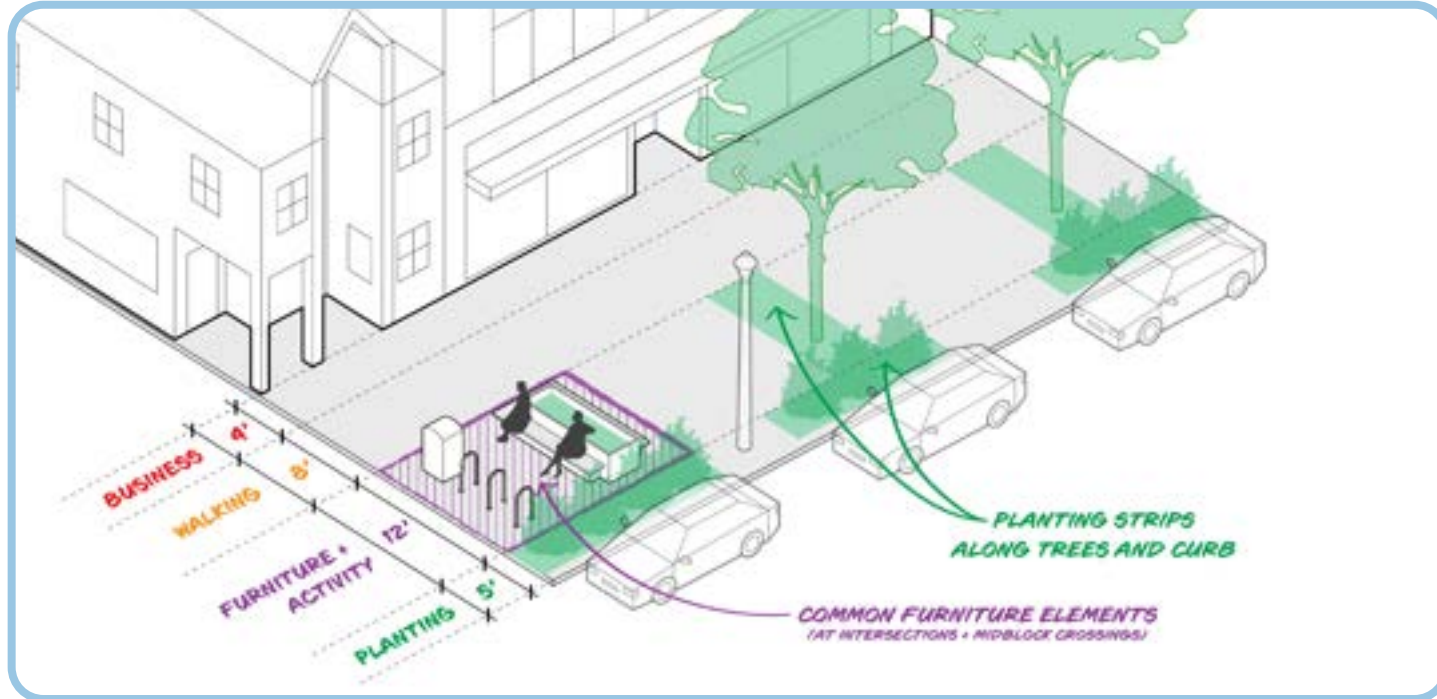 BUSINESS 4'
WALKING 8'
FURNITURE +
ACTIVITY 12'
PLANTING 5'
PLANTING STRIPS
ALONG TREES AND CURB
COMMON FURNITURE ELEMENTS
(AT INTERSECTIONS + MIDBLOCK CROSSINGS)